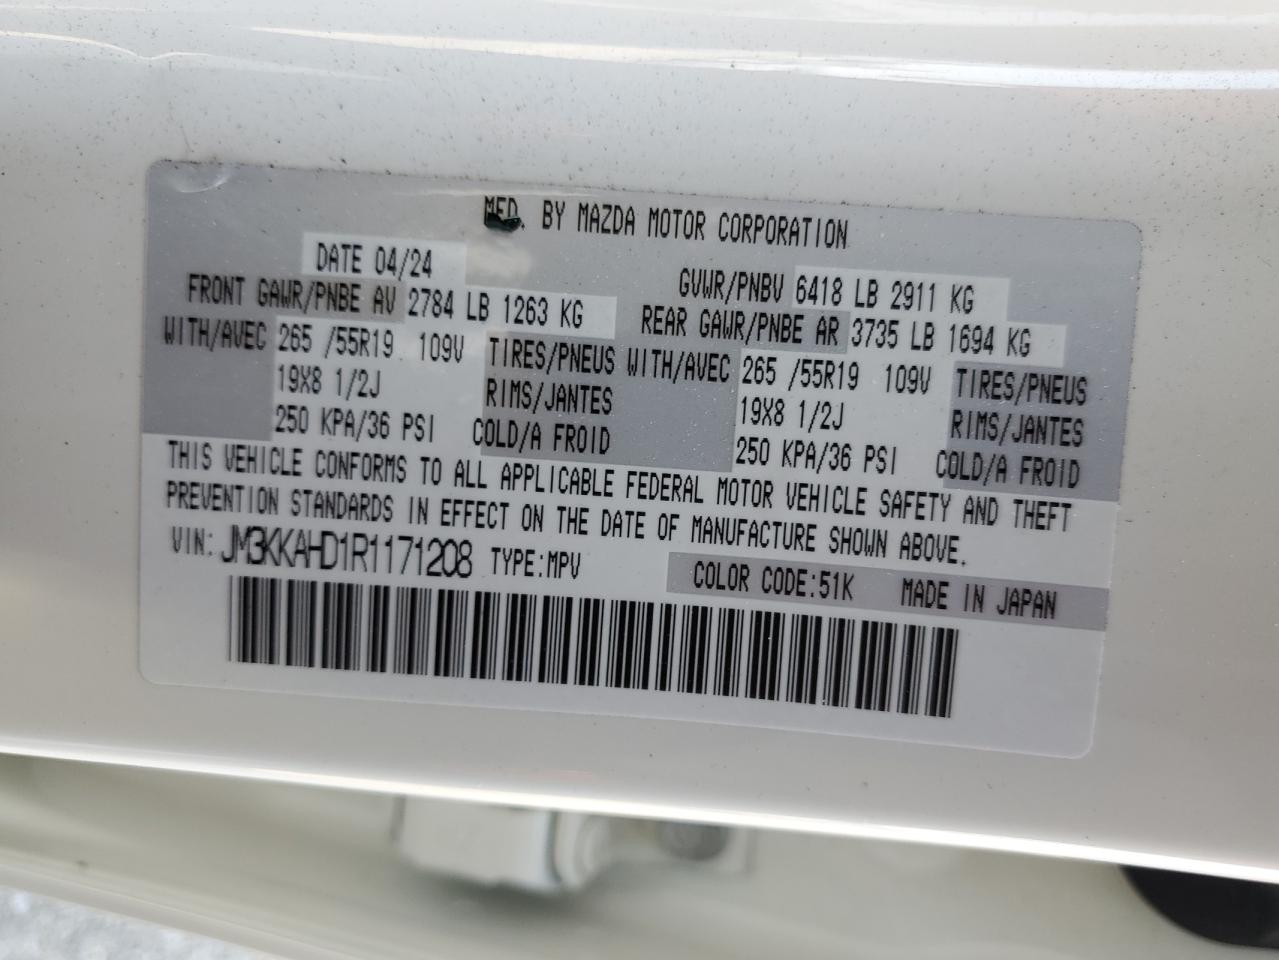 MFD. BY MAZDA MOTOR CORPORATION
DATE 04/24
GVWR/PNBV 6418 LB 2911 KG
FRONT GAWR/PNBE AV 2784 LB 1263 KG
REAR GAWR/PNBE AR 3735 LB 1694 KG
WITH/AVEC 265 /55R19 109V TIRES/PNEUS
19X8 1/2J RIMS/JANTES
250 KPA/36 PSI COLD/A FROID
WITH/AVEC 265 /55R19 109V TIRES/PNEUS
19X8 1/2J RIMS/JANTES
250 KPA/36 PSI COLD/A FROID
THIS VEHICLE CONFORMS TO ALL APPLICABLE FEDERAL MOTOR VEHICLE SAFETY AND THEFT
PREVENTION STANDARDS IN EFFECT ON THE DATE OF MANUFACTURE SHOWN ABOVE.
VIN: JM3KKAHD1R1171208 TYPE:MPV COLOR CODE:51K MADE IN JAPAN